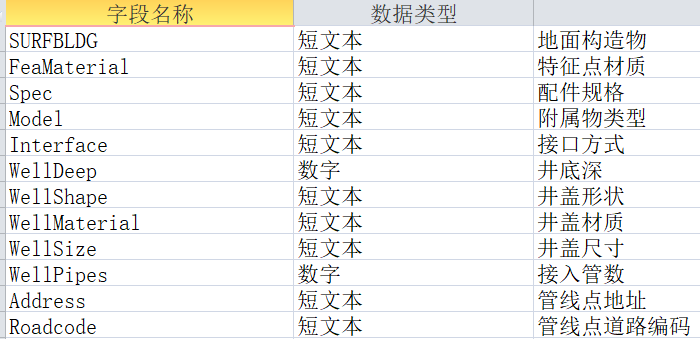 字段名称 数据类型
SURFBLDG 短文本 地面构造物
FeaMaterial 短文本 特征点材质
Spec 短文本 配件规格
Model 短文本 附属物类型
Interface 短文本 接口方式
WellDeep 数字 井底深
WellShape 短文本 井盖形状
WellMaterial 短文本 井盖材质
WellSize 短文本 井盖尺寸
WellPipes 数字 接入管数
Address 短文本 管线点地址
Roadcode 短文本 管线点道路编码